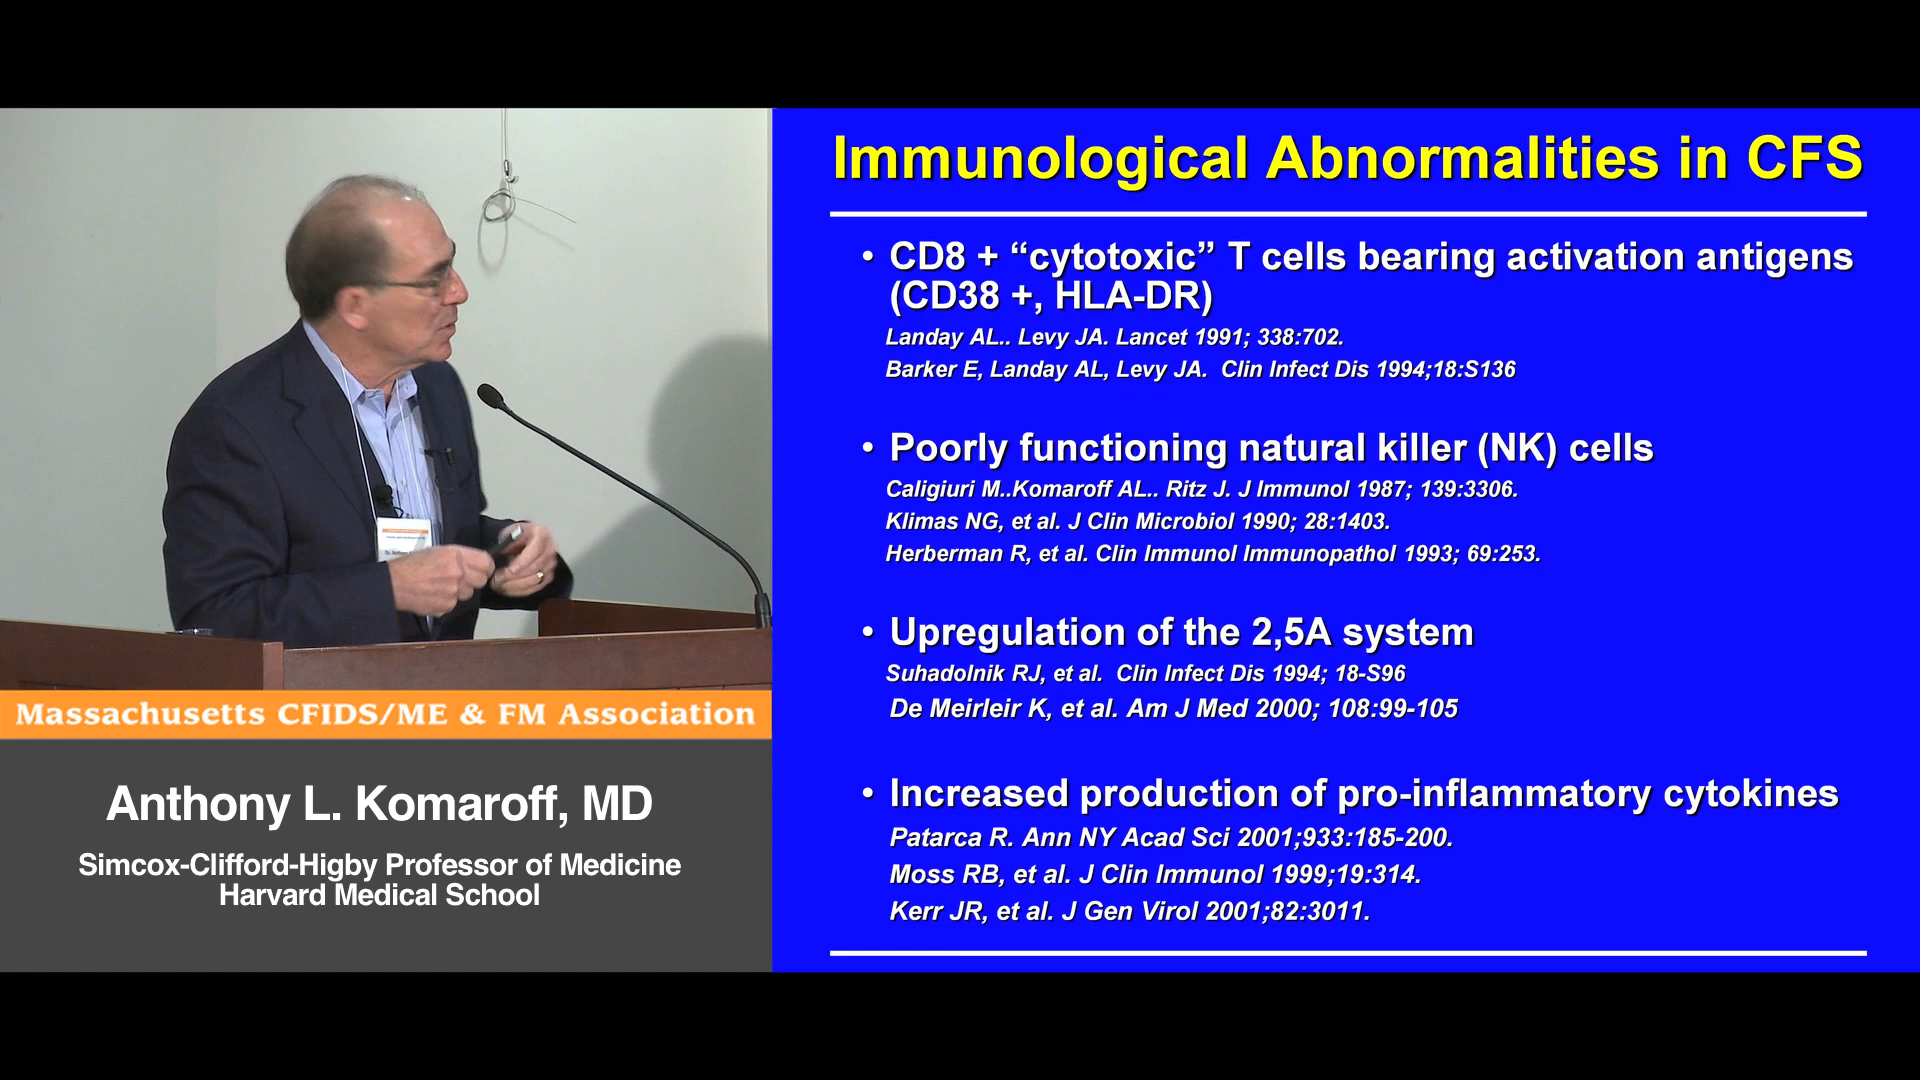 Immunological Abnormalities in CFS
• CD8 + “cytotoxic” T cells bearing activation antigens
(CD38 +, HLA-DR)
Landay AL.. Levy JA. Lancet 1991; 338:702.
Barker E, Landay AL, Levy JA. Clin Infect Dis 1994;18:S136
• Poorly functioning natural killer (NK) cells
Caligiuri M..Komaroff AL.. Ritz J. J Immunol 1987; 139:3306.
Klimas NG, et al. J Clin Microbiol 1990; 28:1403.
Herberman R, et al. Clin Immunol Immunopathol 1993; 69:253.
• Upregulation of the 2,5A system
Suhadolnik RJ, et al. Clin Infect Dis 1994; 18-S96
De Meirleir K, et al. Am J Med 2000; 108:99-105
• Increased production of pro-inflammatory cytokines
Patarca R. Ann NY Acad Sci 2001;933:185-200.
Moss RB, et al. J Clin Immunol 1999;19:314.
Kerr JR, et al. J Gen Virol 2001;82:3011.
Massachusetts CFIDS/ME & FM Association
Anthony L. Komaroff, MD
Simcox-Clifford-Higby Professor of Medicine
Harvard Medical School